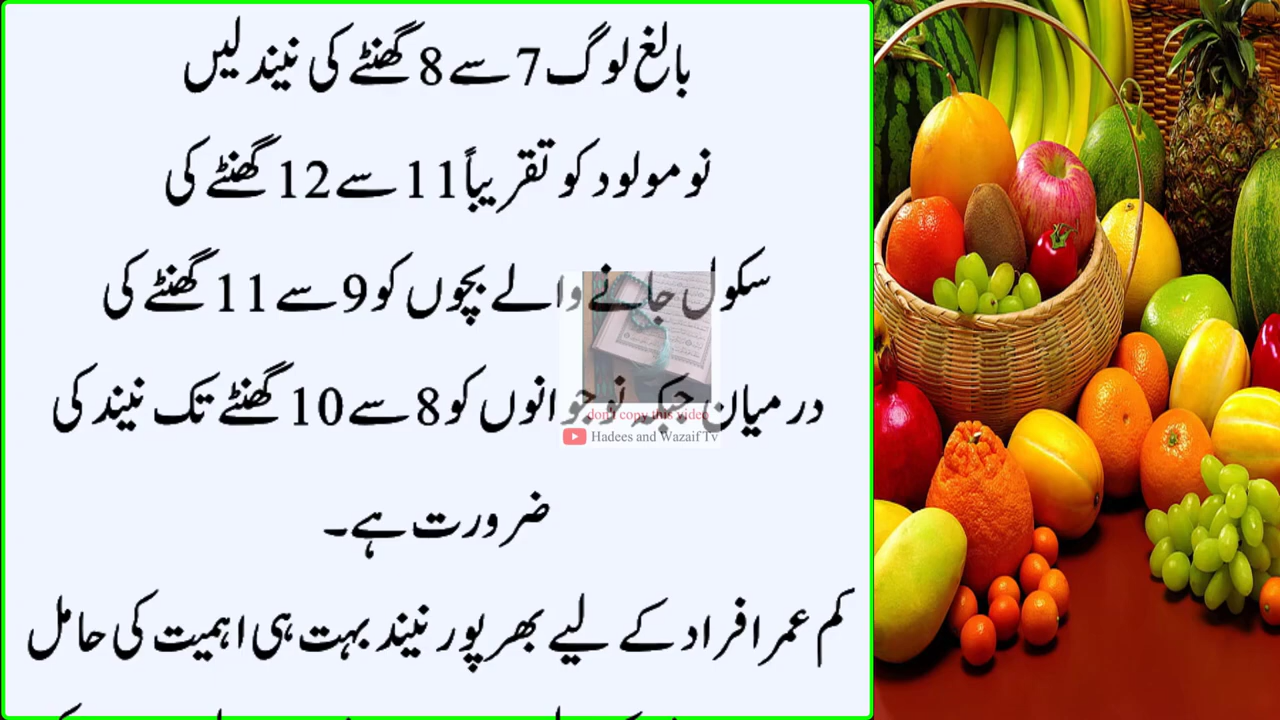 بالغ لوگ 7 سے 8 گھنٹے کی نیند لیں
نومولود کو تقریباً 11 سے 12 گھنٹے کی
سکول جانے والے بچوں کو 9 سے 11 گھنٹے کی
درمیان جبکہ نوجوانوں کو 8 سے 10 گھنٹے تک نیند کی
ضرورت ہے۔
کم عمر افراد کے لیے بھرپور نیند بہت ہی اہمیت کی حامل
don't copy this video
Hadees and Wazaif Tv